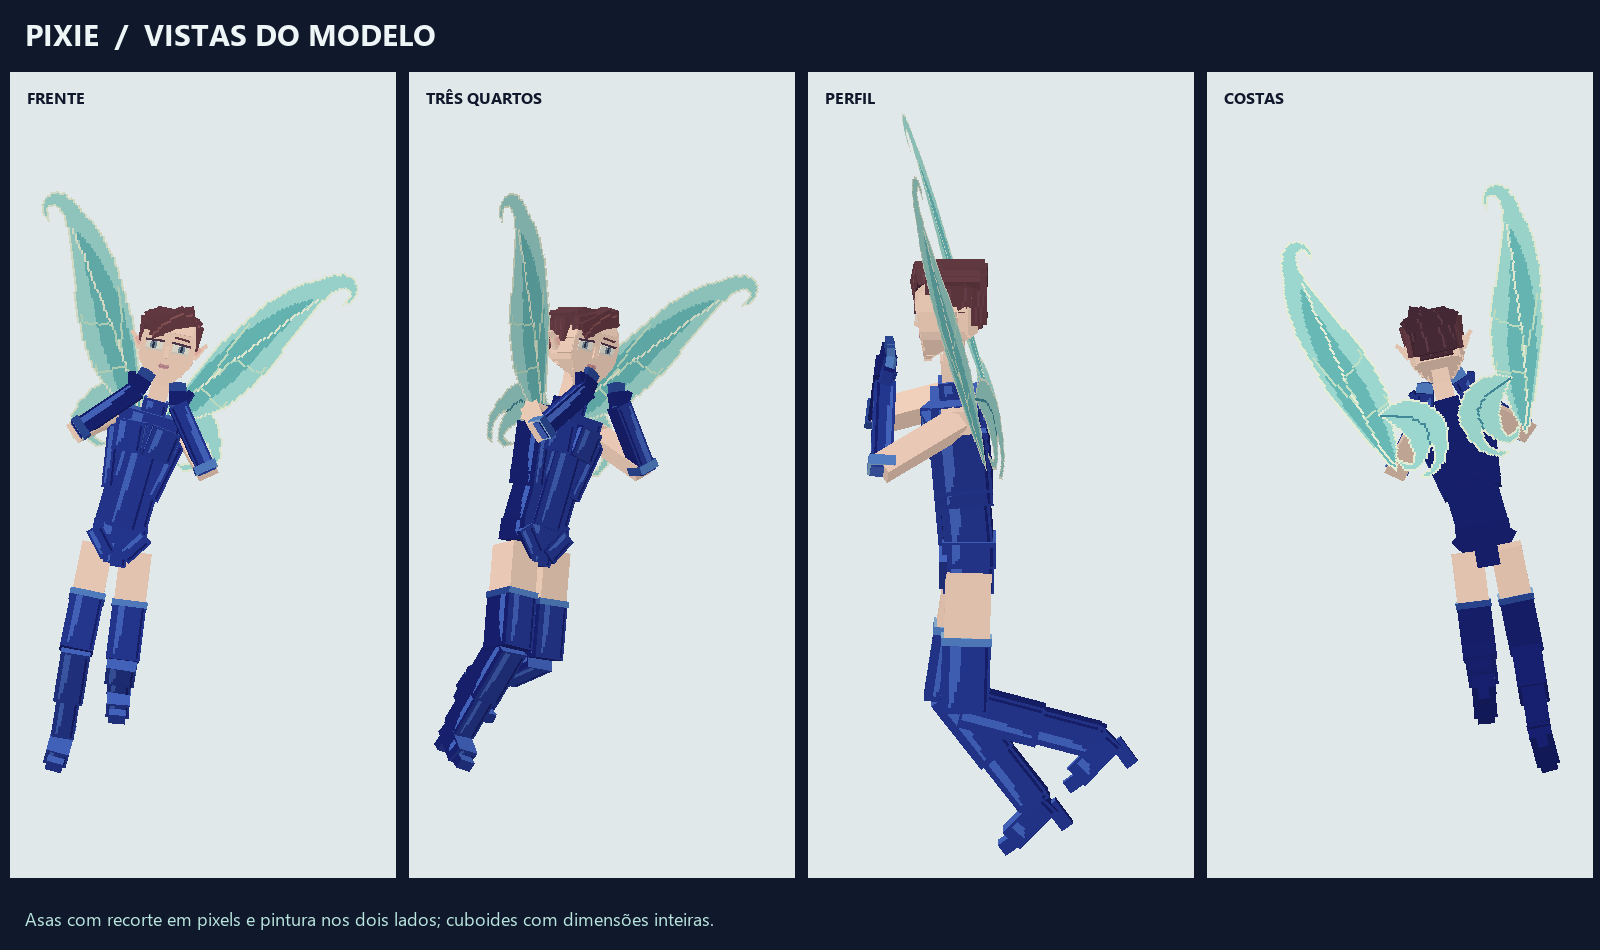 PIXIE / VISTAS DO MODELO
FRENTE
TRÊS QUARTOS
PERFIL
COSTAS
Asas com recorte em pixels e pintura nos dois lados; cuboides com dimensões inteiras.